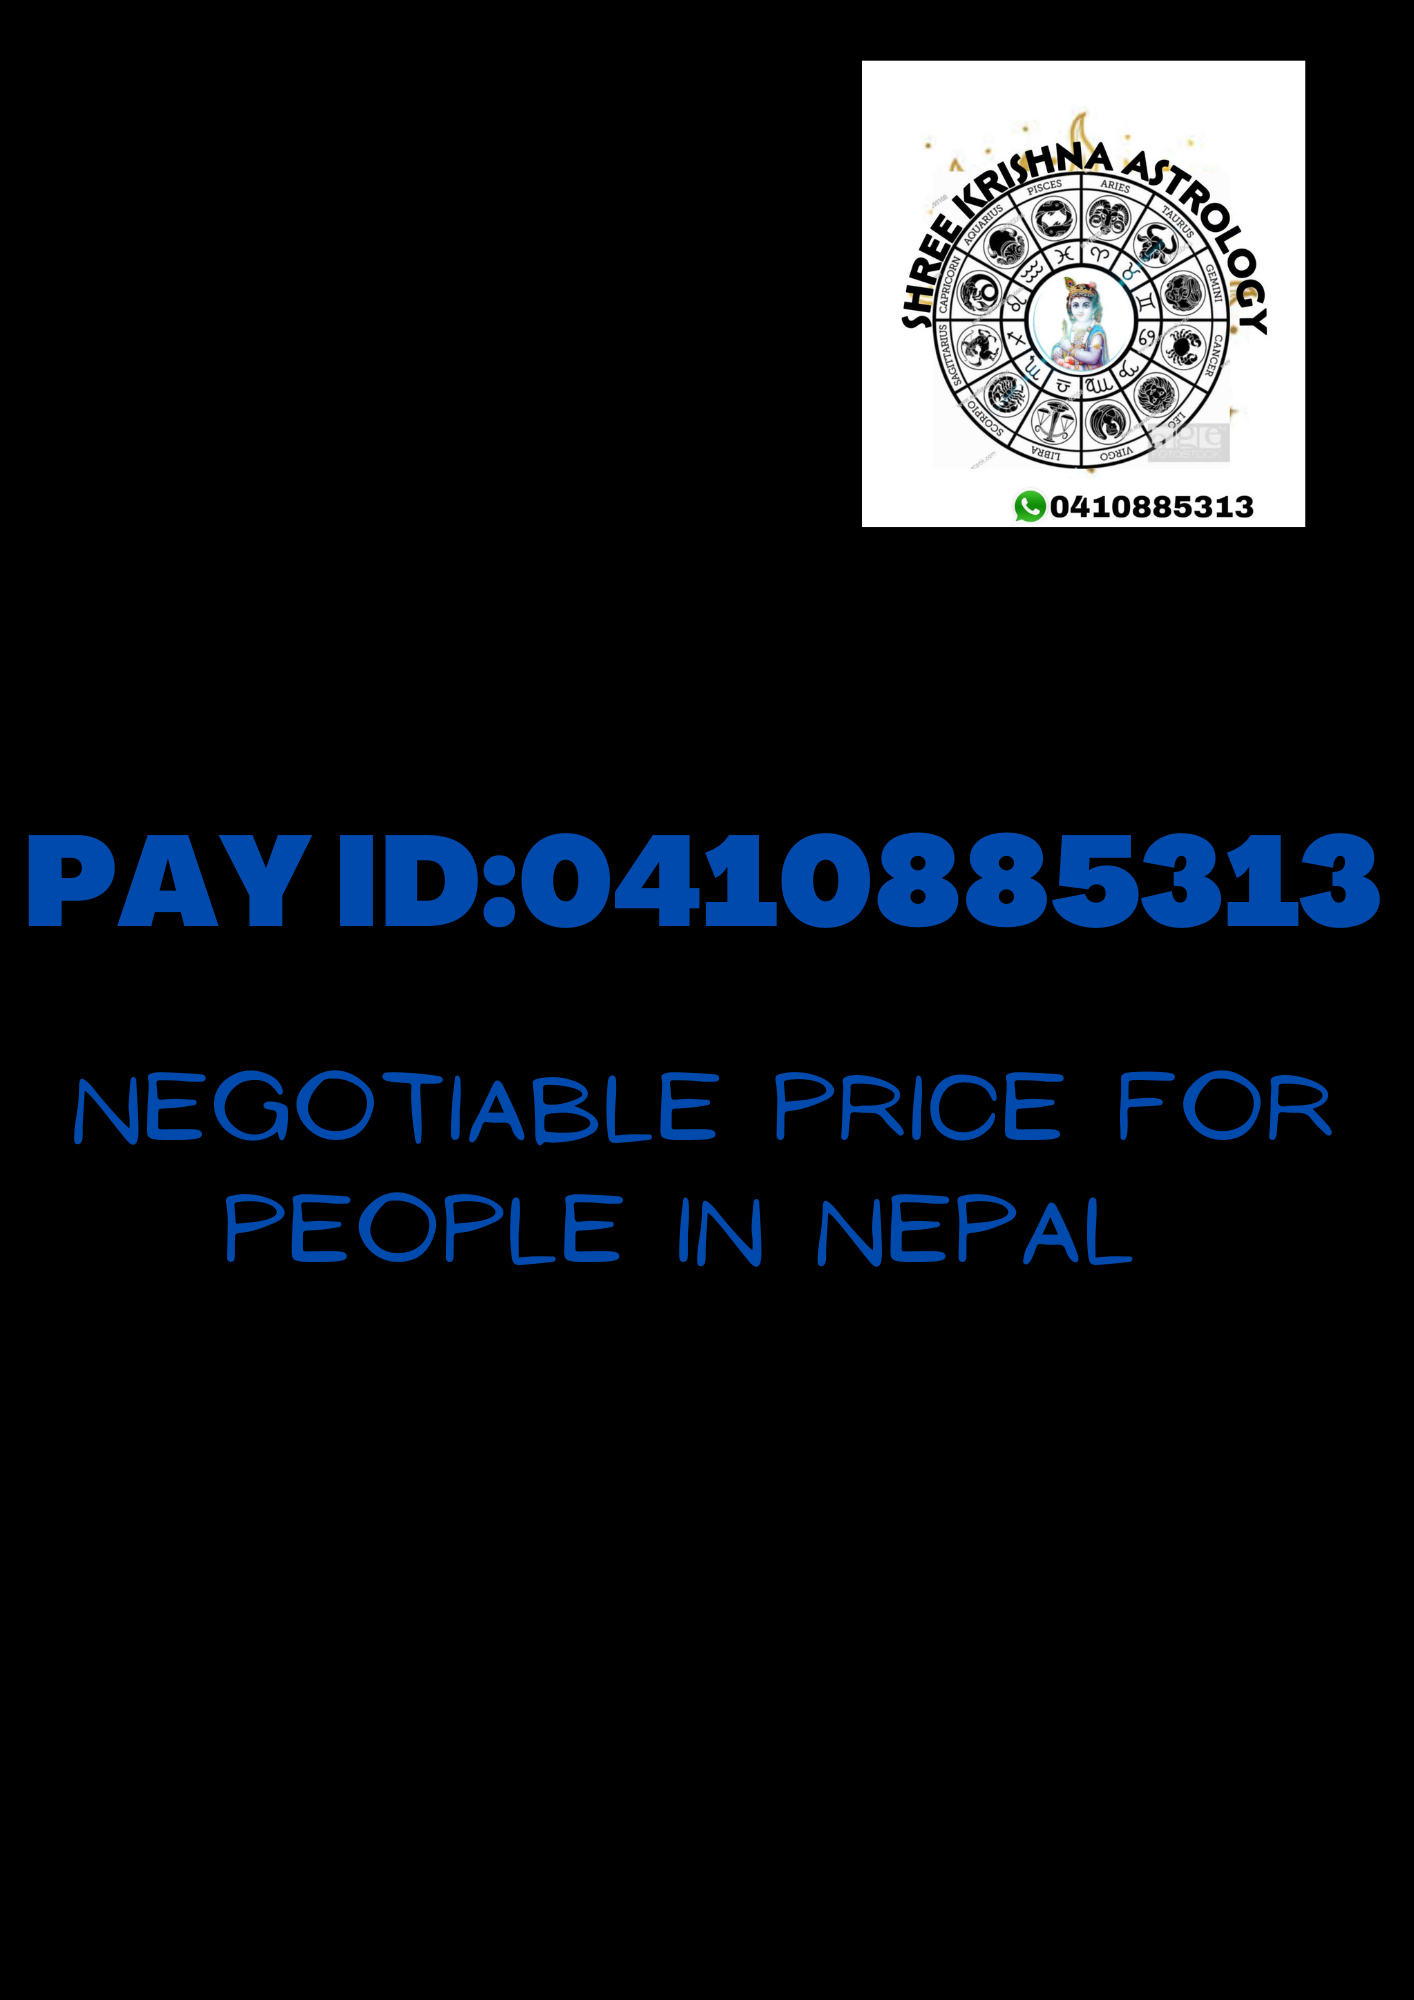 SHREE KRISHNA ASTROLOGY
PISCES
ARIES
AQUARIUS
TAURUS
CAPRICORN
GEMINI
SAGITTARIUS
CANCER
SCORPIO
LEO
LIBRA
VIRGO
0410885313
PAY ID:0410885313
NEGOTIABLE PRICE FOR
PEOPLE IN NEPAL